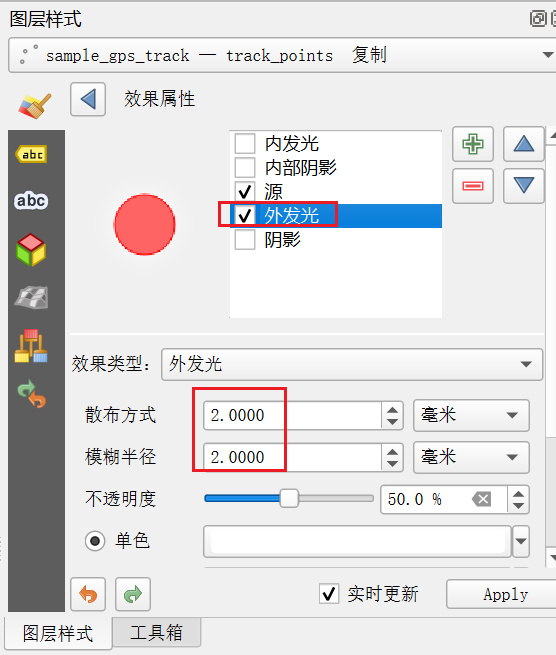 图层样式
sample_gps_track — track_points 复制
效果属性
abc
abc
内发光
内部阴影
源
外发光
阴影
效果类型: 外发光
散布方式 2.0000 毫米
模糊半径 2.0000 毫米
不透明度 50.0 %
单色
实时更新 Apply
图层样式 工具箱